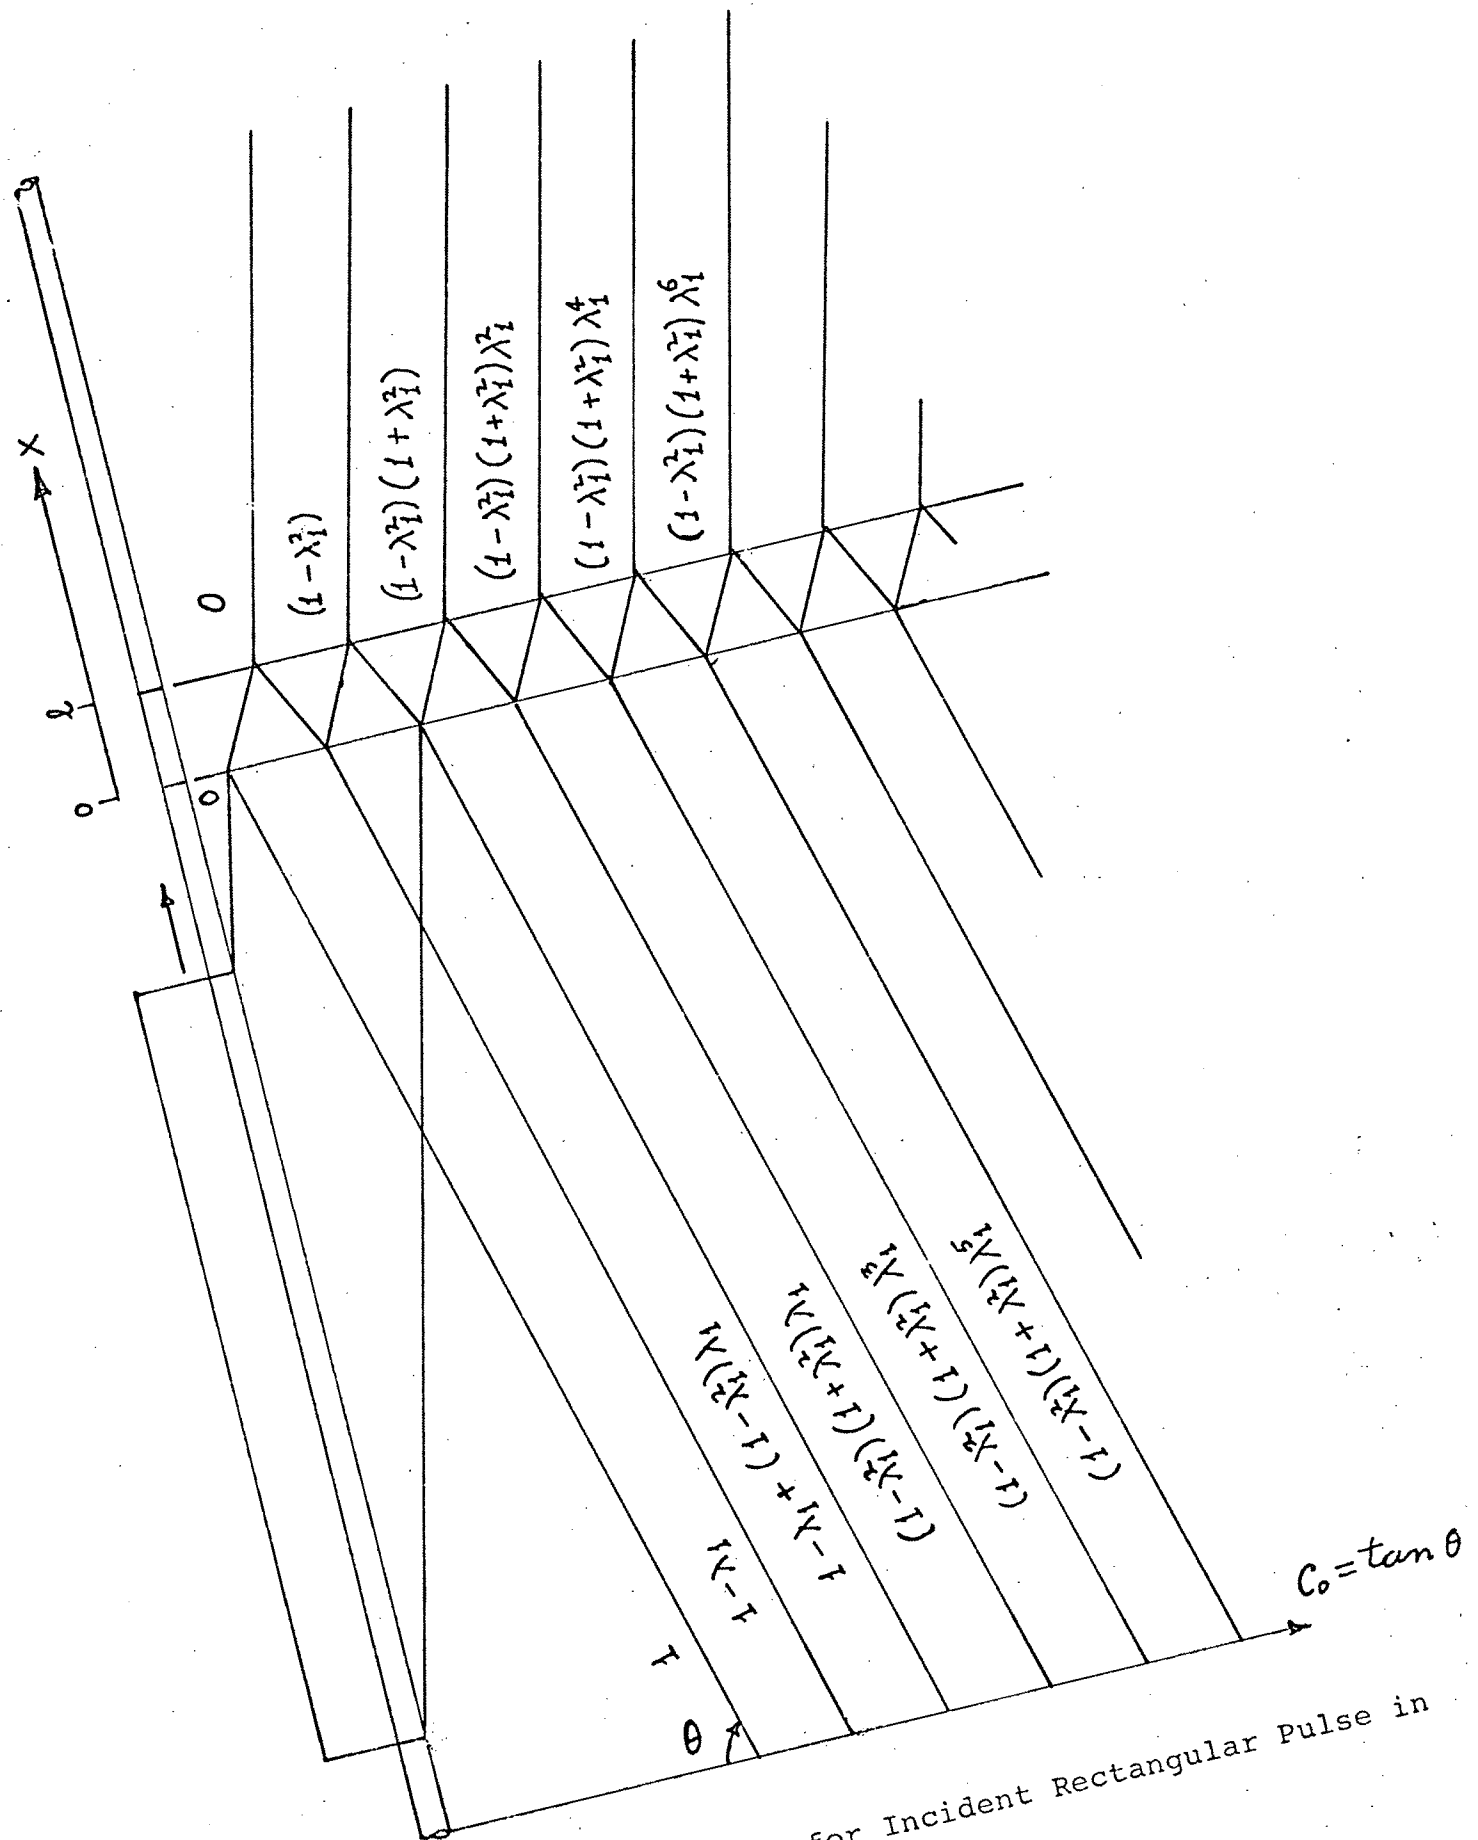 X
l
0
0
0
(1-λ₁²)
(1-λ₁²)(1+λ₁²)
(1-λ₁²)(1+λ₁²)λ₁²
(1-λ₁²)(1+λ₁²)λ₁⁴
(1-λ₁²)(1+λ₁²)λ₁⁶
1
1-λ₁
1-λ₁+(1-λ₁²)λ₁
(1-λ₁²)(1+λ₁²)λ₁
(1-λ₁²)(1+λ₁²)λ₁³
(1-λ₁²)(1+λ₁²)λ₁⁵
θ
C₀=tan θ
for Incident Rectangular Pulse in